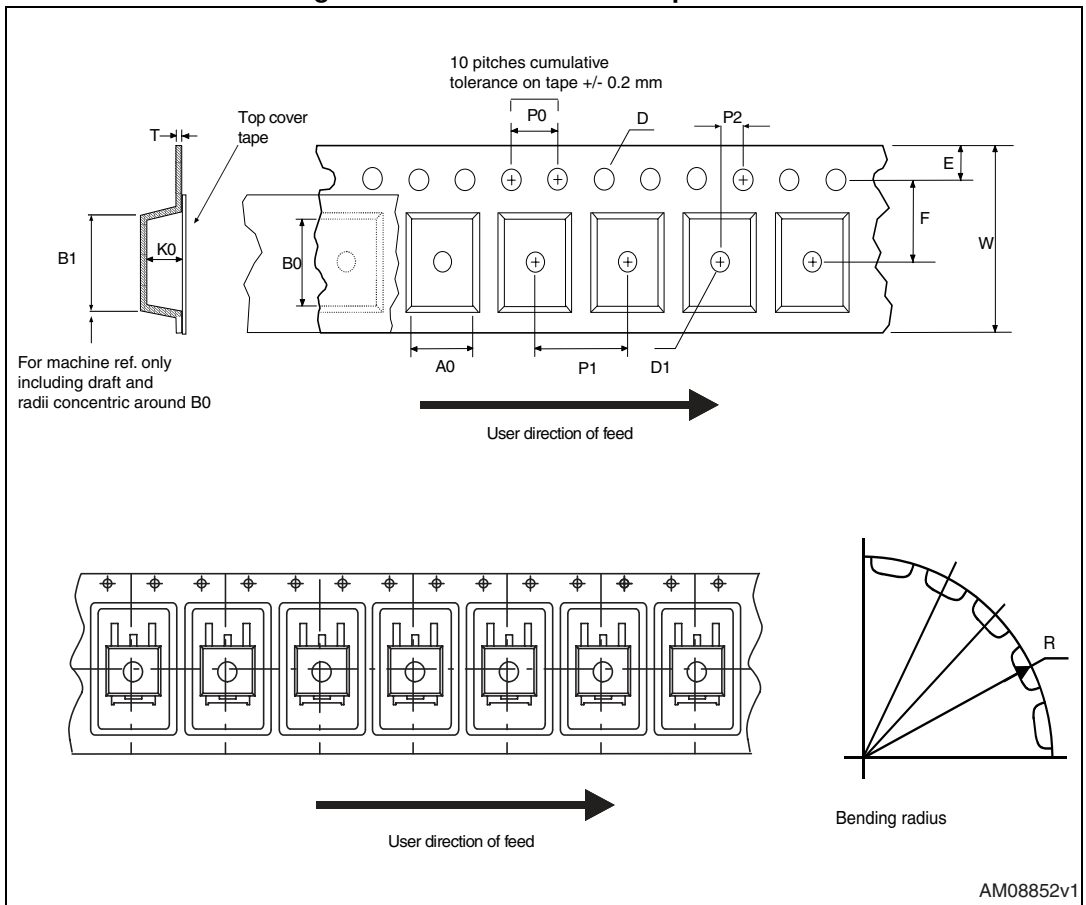 10 pitches cumulative
tolerance on tape +/- 0.2 mm
Top cover
tape
T
P0
D
P2
E
F
W
B1
K0
B0
For machine ref. only
including draft and
radii concentric around B0
A0
P1
D1
User direction of feed
R
Bending radius
User direction of feed
AM08852v1